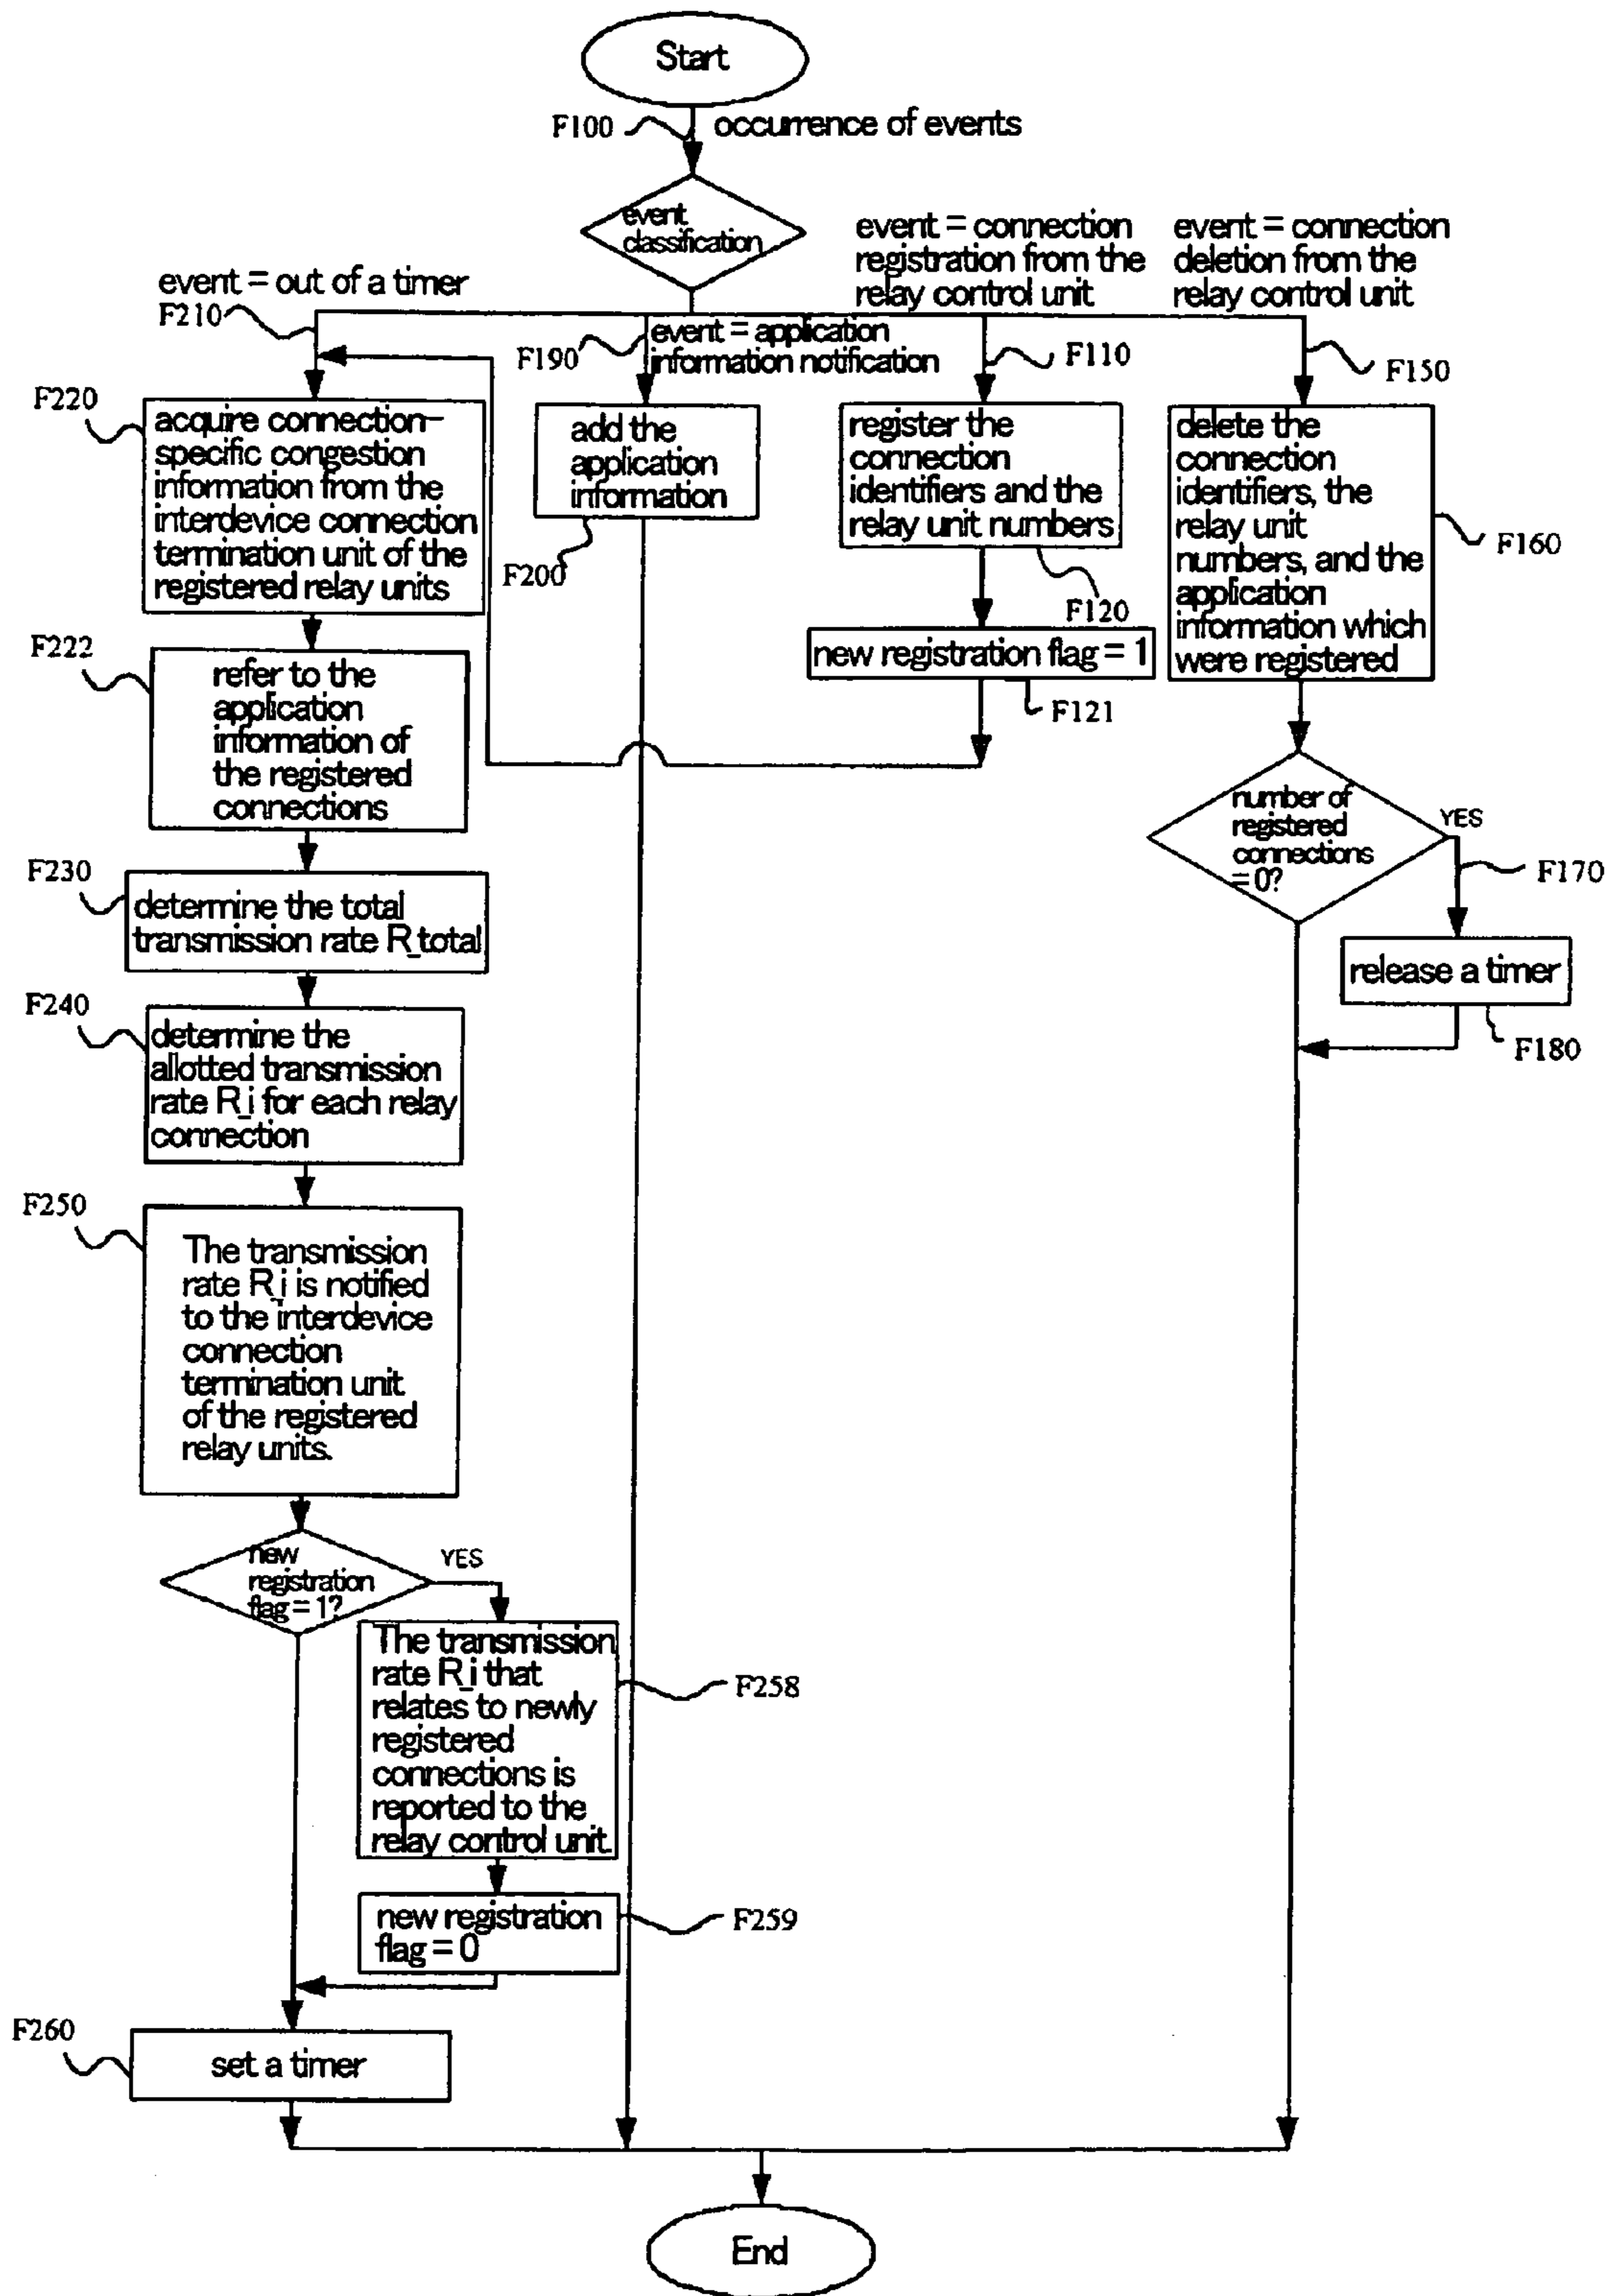 Start
F100
occurrence of events
event
classification
event = connection
registration from the
relay control unit
event = connection
deletion from the
relay control unit
event = out of a timer
F210
F190
event = application
information notification
F110
F150
F220
acquire connection-
specific congestion
information from the
interdevice connection
termination unit of the
registered relay units
add the
application
information
F200
register the
connection
identifiers and the
relay unit numbers
F120
delete the
connection
identifiers, the
relay unit
numbers, and the
application
information which
were registered
F160
new registration flag = 1
F121
F222
refer to the
application
information of
the registered
connections
number of
registered
connections
= 0?
YES
F170
release a timer
F180
F230
determine the total
transmission rate R_total
F240
determine the
allotted transmission
rate R_i for each relay
connection
F250
The transmission
rate R_i is notified
to the interdevice
connection
termination unit
of the registered
relay units.
new
registration
flag = 1?
YES
The transmission
rate R_i that
relates to newly
registered
connections is
reported to the
relay control unit.
F258
new registration
flag = 0
F259
F260
set a timer
End